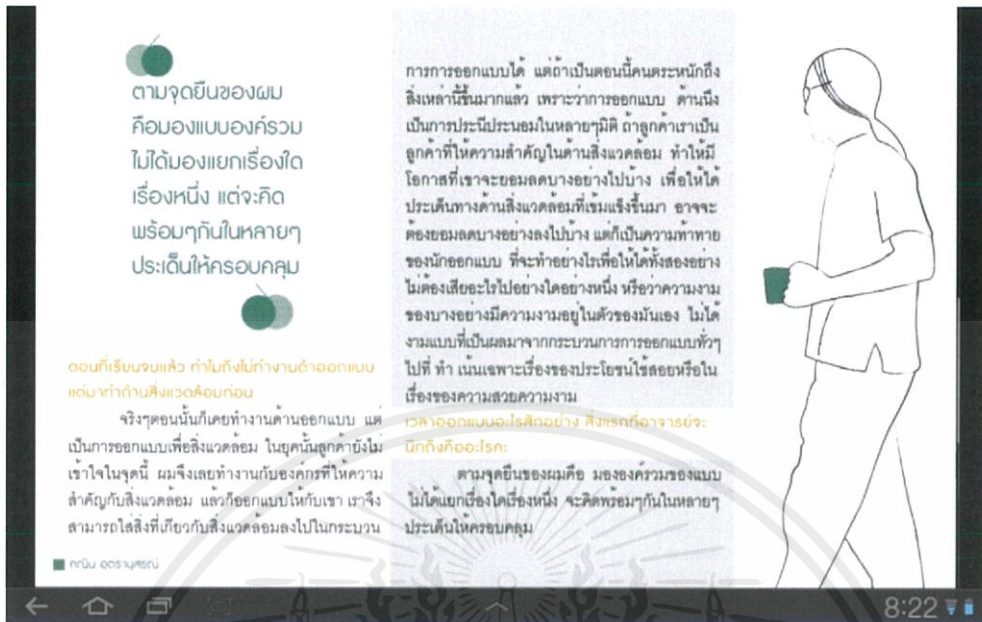 ตามจุดยืนของผม
คือมองแบบองค์รวม
ไม่ได้มองแยกเรื่องใด
เรื่องหนึ่ง แต่จะคิด
พร้อมๆกันในหลายๆ
ประเด็นให้ครอบคลุม
ตอนที่เรียนจบแล้ว ทำไมถึงไม่ทำงานด้าออกแบบ
แต่มาทำด้านสิ่งแวดล้อมก่อน
จริงๆตอนนั้นก็เคยทำงานด้านออกแบบ แต่
เป็นการออกแบบเพื่อสิ่งแวดล้อม ในยุคนั้นลูกค้ายังไม่
เข้าใจในจุดนี้ ผมจึงเลยทำงานกับองค์กรที่ให้ความ
สำคัญกับสิ่งแวดล้อม แล้วก็ออกแบบให้กับเขา เราจึง
สามารถใส่สิ่งที่เกี่ยวกับสิ่งแวดล้อมลงไปในกระบวน
การการออกแบบได้ แต่ถ้าเป็นตอนนี้คนตระหนักถึง
สิ่งเหล่านี้ขึ้นมากแล้ว เพราะว่าการออกแบบ ด้านนึง
เป็นการประนีประนอมในหลายๆมิติ ถ้าลูกค้าเราเป็น
ลูกค้าที่ให้ความสำคัญในด้านสิ่งแวดล้อม ทำให้มี
โอกาสที่เขาจะยอมลดบางอย่างไปบ้าง เพื่อให้ได้
ประเด็นทางด้านสิ่งแวดล้อมที่เข้มแข็งขึ้นมา อาจจะ
ต้องยอมลดบางอย่างลงไปบ้าง แต่ก็เป็นความท้าทาย
ของนักออกแบบ ที่จะทำอย่างไรเพื่อให้ได้ทั้งสองอย่าง
ไม่ต้องเสียอะไรไปอย่างใดอย่างหนึ่ง หรือว่าความงาม
ของบางอย่างมีความงามอยู่ในตัวของมันเอง ไม่ได้
งามแบบที่เป็นผลมาจากกระบวนการการออกแบบทั่วๆ
ไปที่ ทำ เน้นเฉพาะเรื่องของประโยชน์ใช้สอยหรือใน
เรื่องของความสวยความงาม
เวลาออกแบบอะไรสักอย่าง สิ่งแรกที่อาจารย์จะ
นึกถึงคืออะไรคะ
ตามจุดยืนของผมคือ มององค์รวมของแบบ
ไม่ได้แยกเรื่องใดเรื่องหนึ่ง จะคิดพร้อมๆกันในหลายๆ
ประเด็นให้ครอบคลุม
8:22